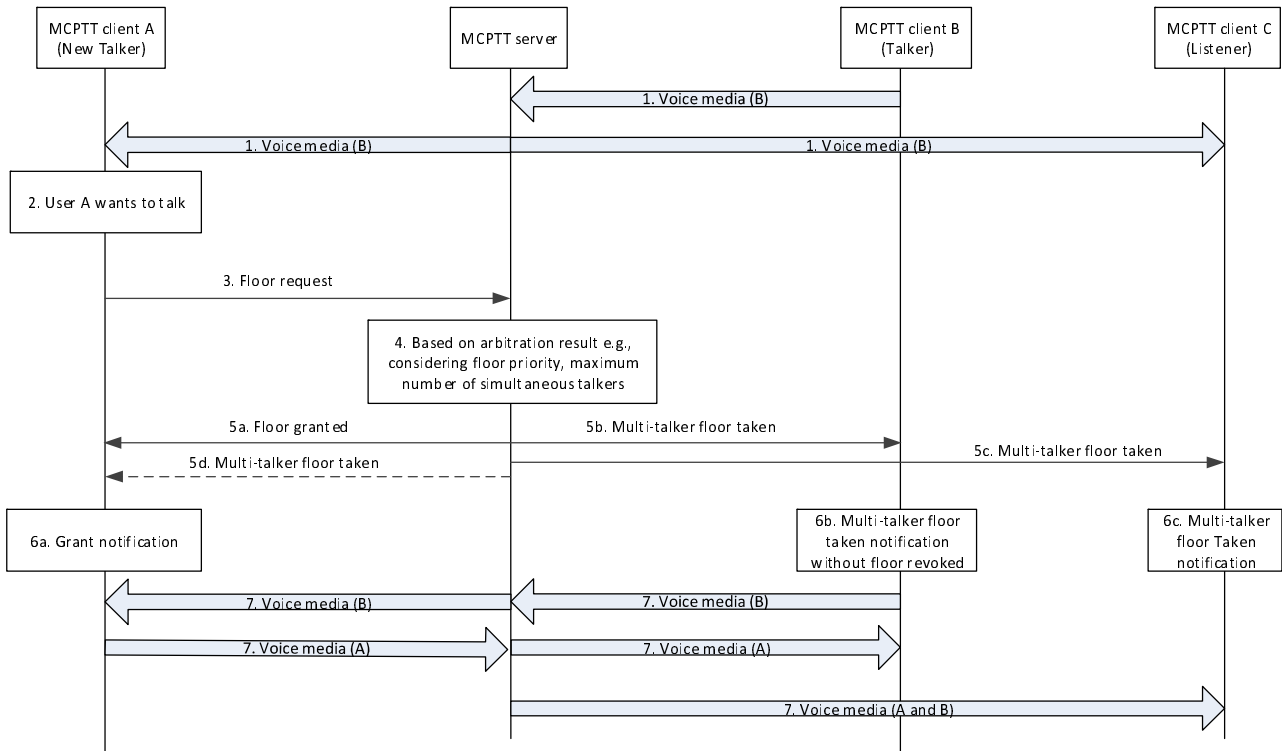 MCPTT client A
(New Talker)
MCPTT server
MCPTT client B
(Talker)
MCPTT client C
(Listener)
1. Voice media (B)
1. Voice media (B)
1. Voice media (B)
2. User A wants to talk
3. Floor request
4. Based on arbitration result e.g.,
considering floor priority, maximum
number of simultaneous talkers
5a. Floor granted
5b. Multi-talker floor taken
5c. Multi-talker floor taken
5d. Multi-talker floor taken
6a. Grant notification
6b. Multi-talker floor
taken notification
without floor revoked
6c. Multi-talker
floor Taken
notification
7. Voice media (B)
7. Voice media (B)
7. Voice media (A)
7. Voice media (A)
7. Voice media (A and B)